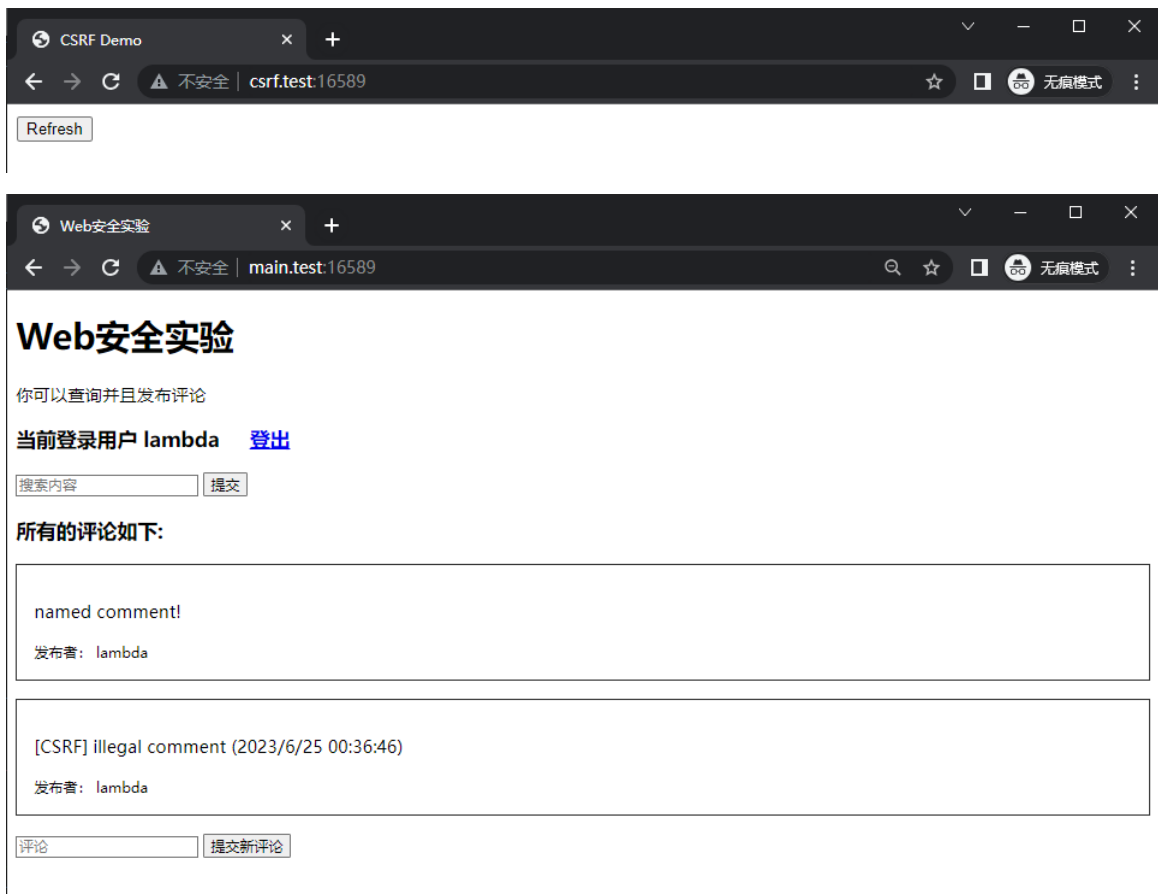 CSRF Demo
不安全 csrf.test:16589 无痕模式
Refresh
Web安全实验
不安全 main.test:16589 无痕模式
Web安全实验
你可以查询并且发布评论
当前登录用户 lambda 登出
搜索内容 提交
所有的评论如下:
named comment!
发布者: lambda
[CSRF] illegal comment (2023/6/25 00:36:46)
发布者: lambda
评论 提交新评论